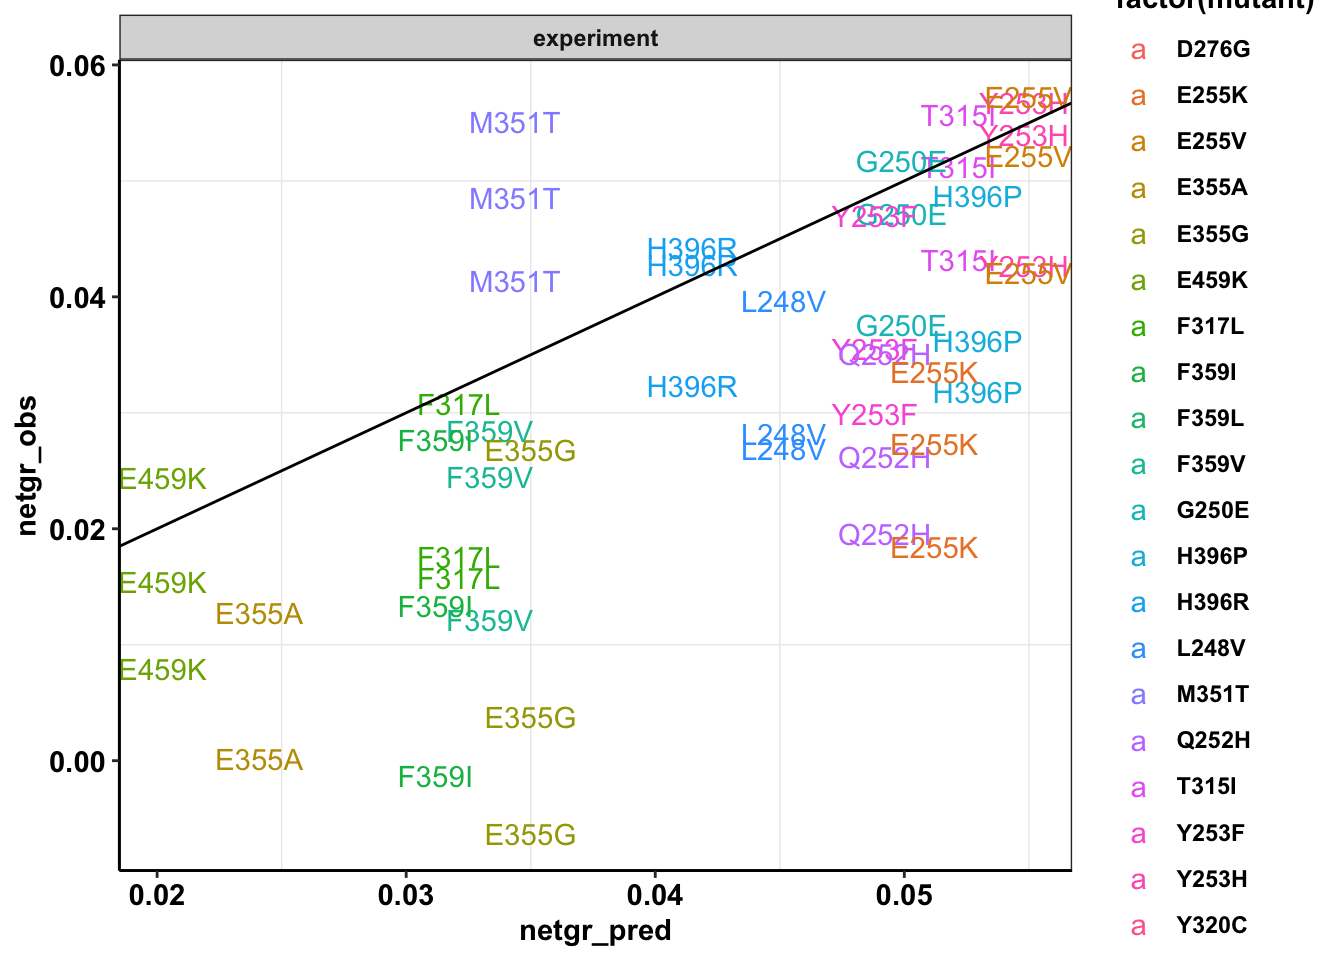 experiment
factor(mutant)
0.06
0.04
0.02
0.00
netgr_obs
E255V
Y253H
T315I
M351T
Y253H
E255V
G250E
T315I
M351T
H396P
G250E
Y253F
H396R
H396R
T315I
Y253H
E255V
M351T
L248V
G250E
H396P
Y253F
Q252H
E255K
H396R
H396P
F317L
Y253F
F359V
F359I
L248V
E255K
E355G
L248V
Q252H
E459K
F359V
Q252H
E255K
F317L
F317L
E459K
F359I
E355A
F359V
E459K
E355G
E355A
F359I
E355G
0.02 0.03 0.04 0.05
netgr_pred
a D276G
a E255K
a E255V
a E355A
a E355G
a E459K
a F317L
a F359I
a F359L
a F359V
a G250E
a H396P
a H396R
a L248V
a M351T
a Q252H
a T315I
a Y253F
a Y253H
a Y320C